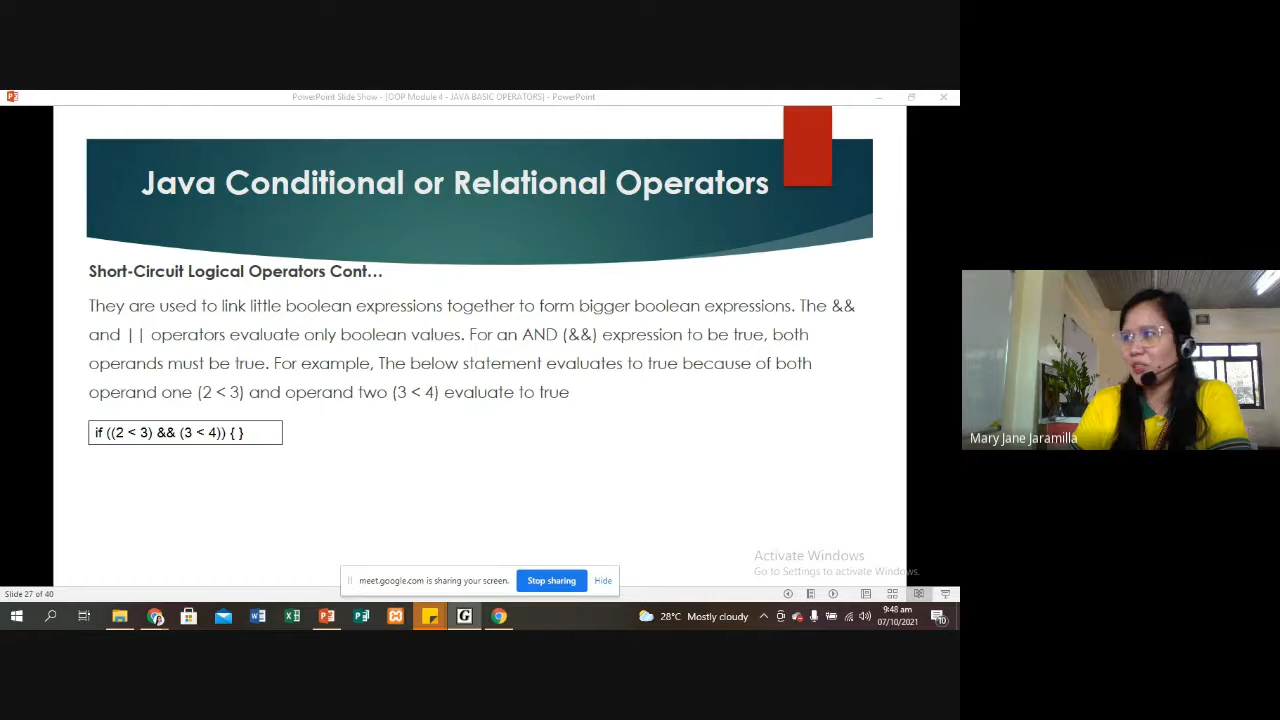 PowerPoint Slide Show - [OOP Module 4 - JAVA BASIC OPERATORS] - PowerPoint
Java Conditional or Relational Operators
Short-Circuit Logical Operators Cont...
They are used to link little boolean expressions together to form bigger boolean expressions. The &&
and || operators evaluate only boolean values. For an AND (&&) expression to be true, both
operands must be true. For example, The below statement evaluates to true because of both
operand one (2 < 3) and operand two (3 < 4) evaluate to true
if ((2 < 3) && (3 < 4)) { }
Mary Jane Jaramilla
Activate Windows
Go to Settings to activate Windows.
meet.google.com is sharing your screen.
Stop sharing
Hide
Slide 27 of 40
28°C Mostly cloudy
9:48 am
07/10/2021
10